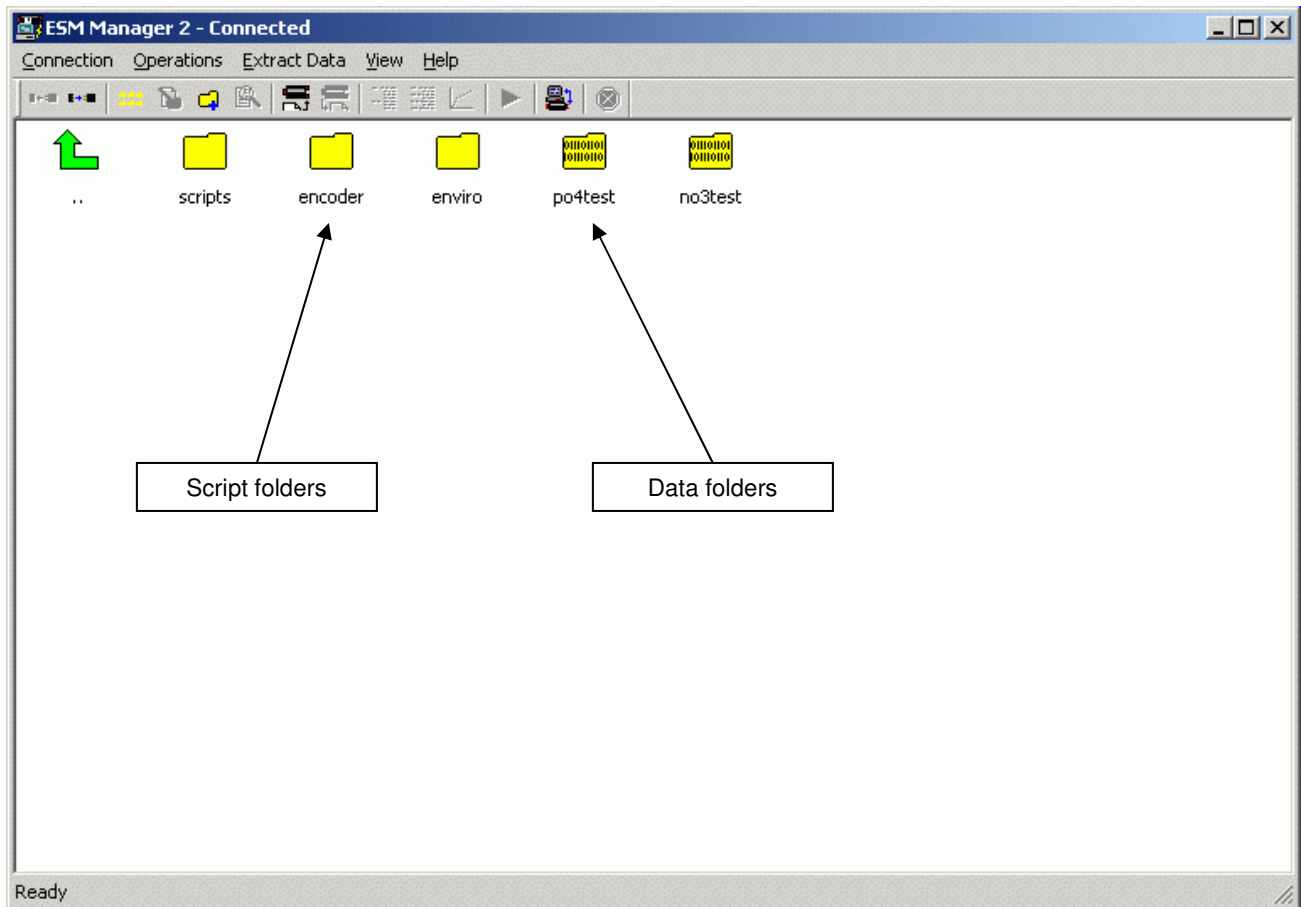 ESM Manager 2 - Connected
Connection Operations Extract Data View Help
.. scripts encoder enviro po4test no3test
Script folders Data folders
Ready